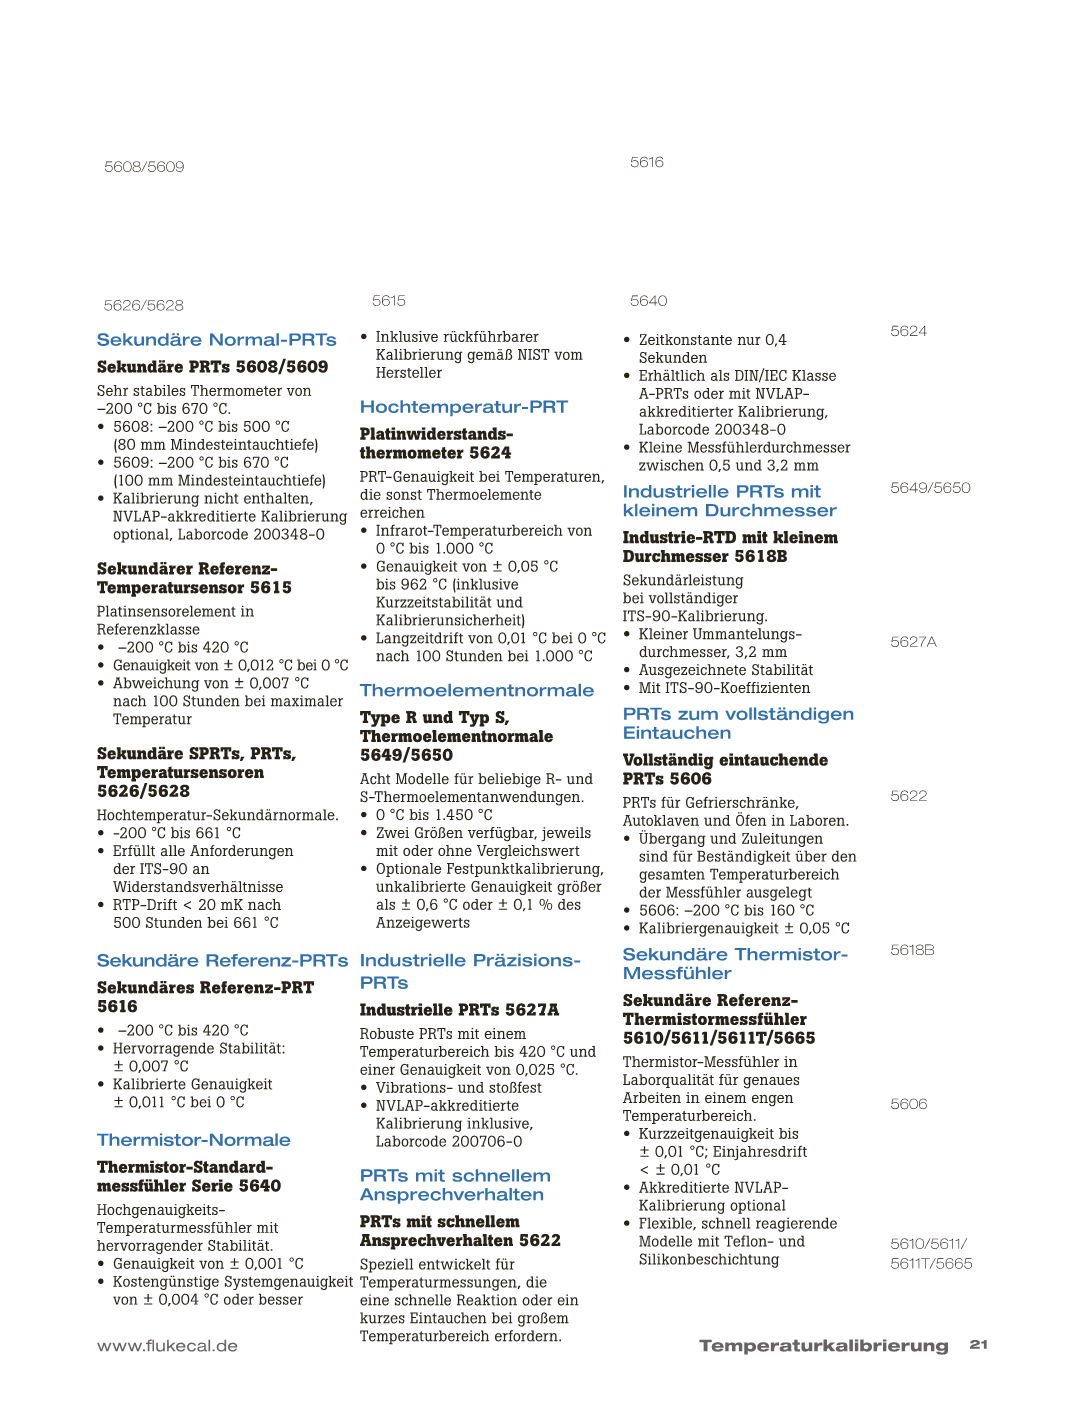 5608/5609
5616
5626/5628
5615
5640
Sekundäre Normal-PRTs
Sekundäre PRTs 5608/5609
Sehr stabiles Thermometer von
–200 °C bis 670 °C.
• 5608: –200 °C bis 500 °C
(80 mm Mindesteintauchtiefe)
• 5609: –200 °C bis 670 °C
(100 mm Mindesteintauchtiefe)
• Kalibrierung nicht enthalten,
NVLAP-akkreditierte Kalibrierung
optional, Laborcode 200348-0
Sekundärer Referenz-
Temperatursensor 5615
Platinsensorelement in
Referenzklasse
• –200 °C bis 420 °C
• Genauigkeit von ± 0,012 °C bei 0 °C
• Abweichung von ± 0,007 °C
nach 100 Stunden bei maximaler
Temperatur
Sekundäre SPRTs, PRTs,
Temperatursensoren
5626/5628
Hochtemperatur-Sekundärnormale.
• -200 °C bis 661 °C
• Erfüllt alle Anforderungen
der ITS-90 an
Widerstandsverhältnisse
• RTP-Drift < 20 mK nach
500 Stunden bei 661 °C
Sekundäre Referenz-PRTs
Sekundäres Referenz-PRT
5616
• –200 °C bis 420 °C
• Hervorragende Stabilität:
± 0,007 °C
• Kalibrierte Genauigkeit
± 0,011 °C bei 0 °C
Thermistor-Normale
Thermistor-Standard-
messfühler Serie 5640
Hochgenauigkeits-
Temperaturmessfühler mit
hervorragender Stabilität.
• Genauigkeit von ± 0,001 °C
• Kostengünstige Systemgenauigkeit
von ± 0,004 °C oder besser
• Inklusive rückführbarer
Kalibrierung gemäß NIST vom
Hersteller
Hochtemperatur-PRT
Platinwiderstands-
thermometer 5624
PRT-Genauigkeit bei Temperaturen,
die sonst Thermoelemente
erreichen
• Infrarot-Temperaturbereich von
0 °C bis 1.000 °C
• Genauigkeit von ± 0,05 °C
bis 962 °C (inklusive
Kurzzeitstabilität und
Kalibrierunsicherheit)
• Langzeitdrift von 0,01 °C bei 0 °C
nach 100 Stunden bei 1.000 °C
Thermoelementnormale
Type R und Typ S,
Thermoelementnormale
5649/5650
Acht Modelle für beliebige R- und
S-Thermoelementanwendungen.
• 0 °C bis 1.450 °C
• Zwei Größen verfügbar, jeweils
mit oder ohne Vergleichswert
• Optionale Festpunktkalibrierung,
unkalibrierte Genauigkeit größer
als ± 0,6 °C oder ± 0,1 % des
Anzeigewerts
Industrielle Präzisions-
PRTs
Industrielle PRTs 5627A
Robuste PRTs mit einem
Temperaturbereich bis 420 °C und
einer Genauigkeit von 0,025 °C.
• Vibrations- und stoßfest
• NVLAP-akkreditierte
Kalibrierung inklusive,
Laborcode 200706-0
PRTs mit schnellem
Ansprechverhalten
PRTs mit schnellem
Ansprechverhalten 5622
Speziell entwickelt für
Temperaturmessungen, die
eine schnelle Reaktion oder ein
kurzes Eintauchen bei großem
Temperaturbereich erfordern.
• Zeitkonstante nur 0,4
Sekunden
• Erhältlich als DIN/IEC Klasse
A-PRTs oder mit NVLAP-
akkreditierter Kalibrierung,
Laborcode 200348-0
• Kleine Messfühlerdurchmesser
zwischen 0,5 und 3,2 mm
Industrielle PRTs mit
kleinem Durchmesser
Industrie-RTD mit kleinem
Durchmesser 5618B
Sekundärleistung
bei vollständiger
ITS-90-Kalibrierung.
• Kleiner Ummantelungs-
durchmesser, 3,2 mm
• Ausgezeichnete Stabilität
• Mit ITS-90-Koeffizienten
PRTs zum vollständigen
Eintauchen
Vollständig eintauchende
PRTs 5606
PRTs für Gefrierschränke,
Autoklaven und Öfen in Laboren.
• Übergang und Zuleitungen
sind für Beständigkeit über den
gesamten Temperaturbereich
der Messfühler ausgelegt
• 5606: –200 °C bis 160 °C
• Kalibriergenauigkeit ± 0,05 °C
Sekundäre Thermistor-
Messfühler
Sekundäre Referenz-
Thermistormessfühler
5610/5611/5611T/5665
Thermistor-Messfühler in
Laborqualität für genaues
Arbeiten in einem engen
Temperaturbereich.
• Kurzzeitgenauigkeit bis
± 0,01 °C; Einjahresdrift
< ± 0,01 °C
• Akkreditierte NVLAP-
Kalibrierung optional
• Flexible, schnell reagierende
Modelle mit Teflon- und
Silikonbeschichtung
5624
5649/5650
5627A
5622
5618B
5606
5610/5611/
5611T/5665
www.flukecal.de
Temperaturkalibrierung 21